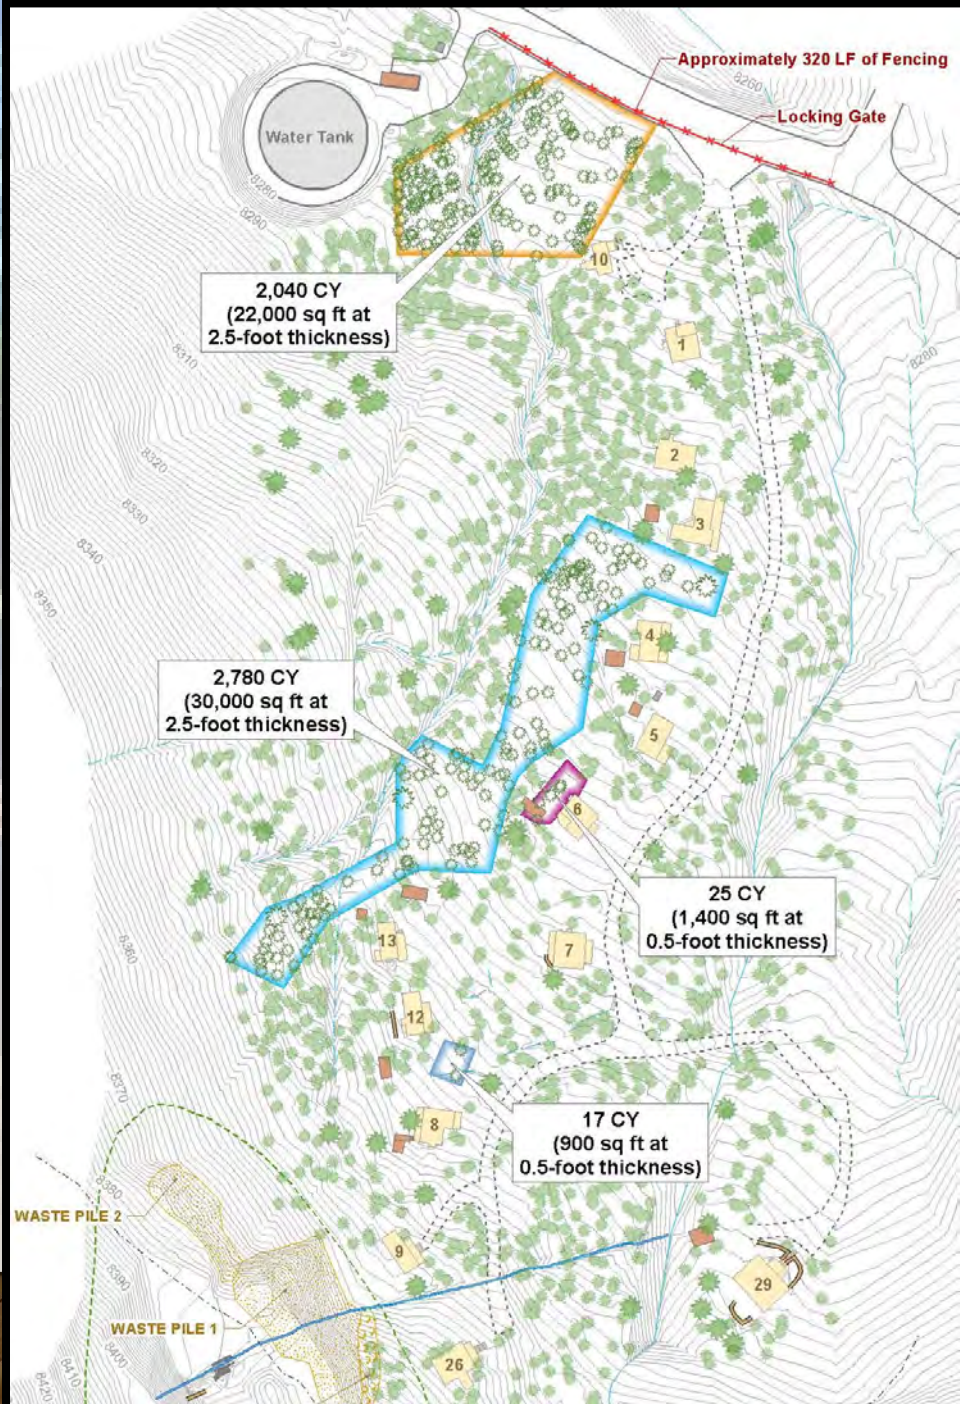 Approximately 320 LF of Fencing
8260
Locking Gate
Water Tank
8280
8290
10
2,040 CY
(22,000 sq ft at
2.5-foot thickness)
1
8310
8280
2
8320
8330
3
8340
8350
4
2,780 CY
(30,000 sq ft at
2.5-foot thickness)
5
6
25 CY
(1,400 sq ft at
0.5-foot thickness)
13
7
8360
12
8370
17 CY
(900 sq ft at
0.5-foot thickness)
8
8380
WASTE PILE 2
9
8390
29
WASTE PILE 1
8400
26
8410
8420